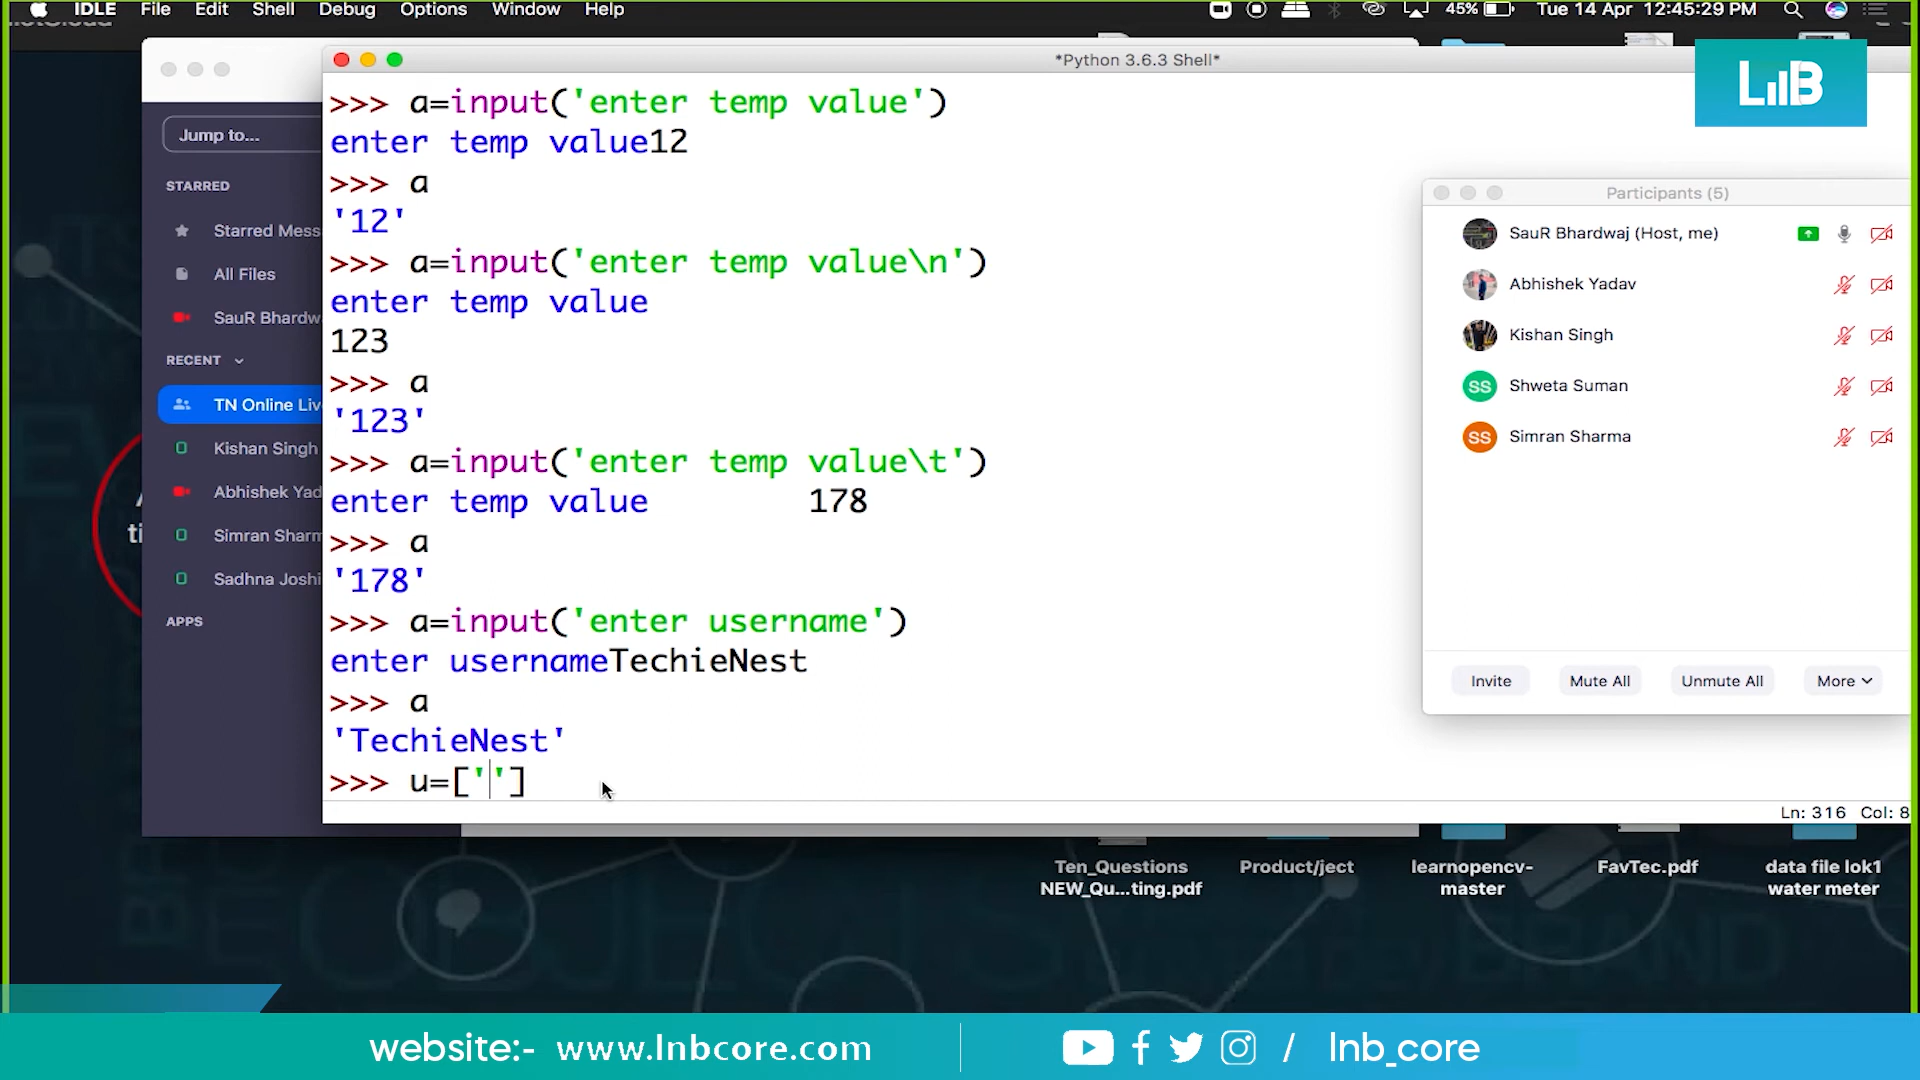 IDLE File Edit Shell Debug Options Window Help
45% Tue 14 Apr 12:45:29 PM
*Python 3.6.3 Shell*
LNB
Jump to...
STARRED
Starred Mess
All Files
SauR Bhardw
RECENT
TN Online Liv
Kishan Singh
Abhishek Yad
Simran Sharm
Sadhna Joshi
APPS
>>> a=input('enter temp value')
enter temp value12
>>> a
'12'
>>> a=input('enter temp value\n')
enter temp value
123
>>> a
'123'
>>> a=input('enter temp value\t')
enter temp value 178
>>> a
'178'
>>> a=input('enter username')
enter usernameTechieNest
>>> a
'TechieNest'
>>> u=['']
Ln: 316 Col: 8
Participants (5)
SauR Bhardwaj (Host, me)
Abhishek Yadav
Kishan Singh
SS Shweta Suman
SS Simran Sharma
Invite Mute All Unmute All More
Ten_Questions
NEW_Qu...ting.pdf
Product/ject
learnopencv-
master
FavTec.pdf
data file lok1
water meter
website:- www.lnbcore.com
/ lnb_core